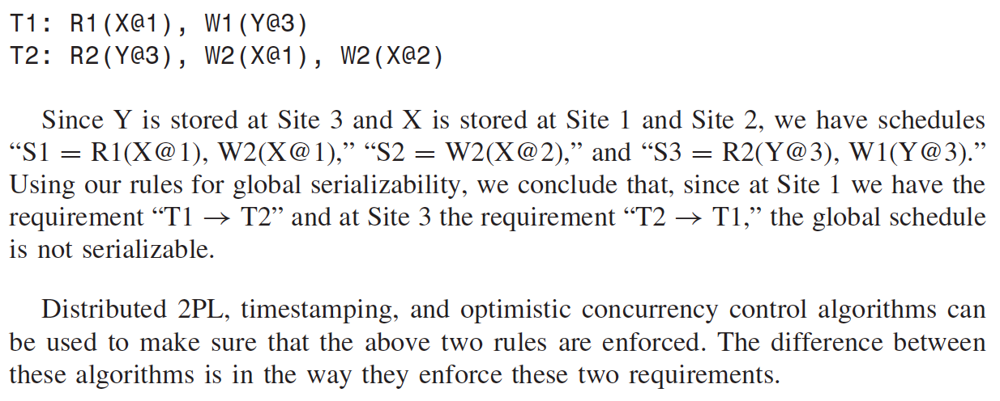 T1: R1(X@1), W1(Y@3)
T2: R2(Y@3), W2(X@1), W2(X@2)
Since Y is stored at Site 3 and X is stored at Site 1 and Site 2, we have schedules
“S1 = R1(X@1), W2(X@1),” “S2 = W2(X@2),” and “S3 = R2(Y@3), W1(Y@3).”
Using our rules for global serializability, we conclude that, since at Site 1 we have the
requirement “T1 → T2” and at Site 3 the requirement “T2 → T1,” the global schedule
is not serializable.
Distributed 2PL, timestamping, and optimistic concurrency control algorithms can
be used to make sure that the above two rules are enforced. The difference between
these algorithms is in the way they enforce these two requirements.